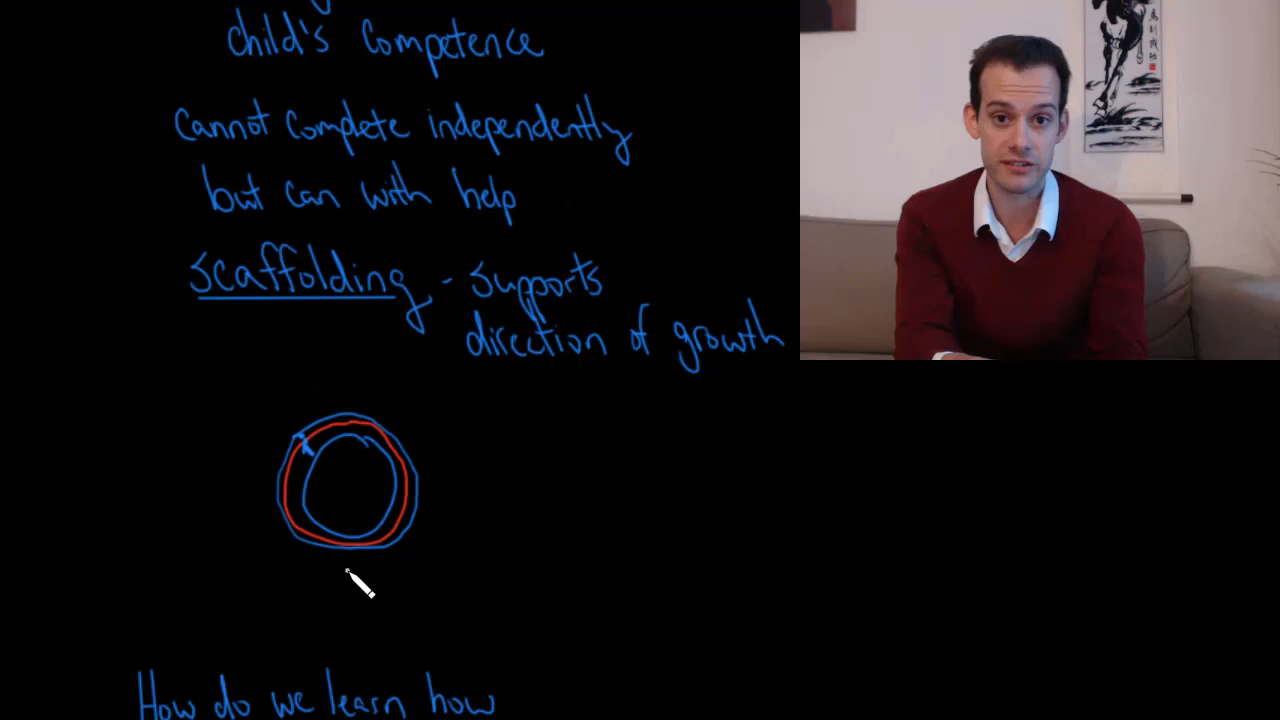 child's competence
cannot complete independently
but can with help
scaffolding - supports
direction of growth
How do we learn how